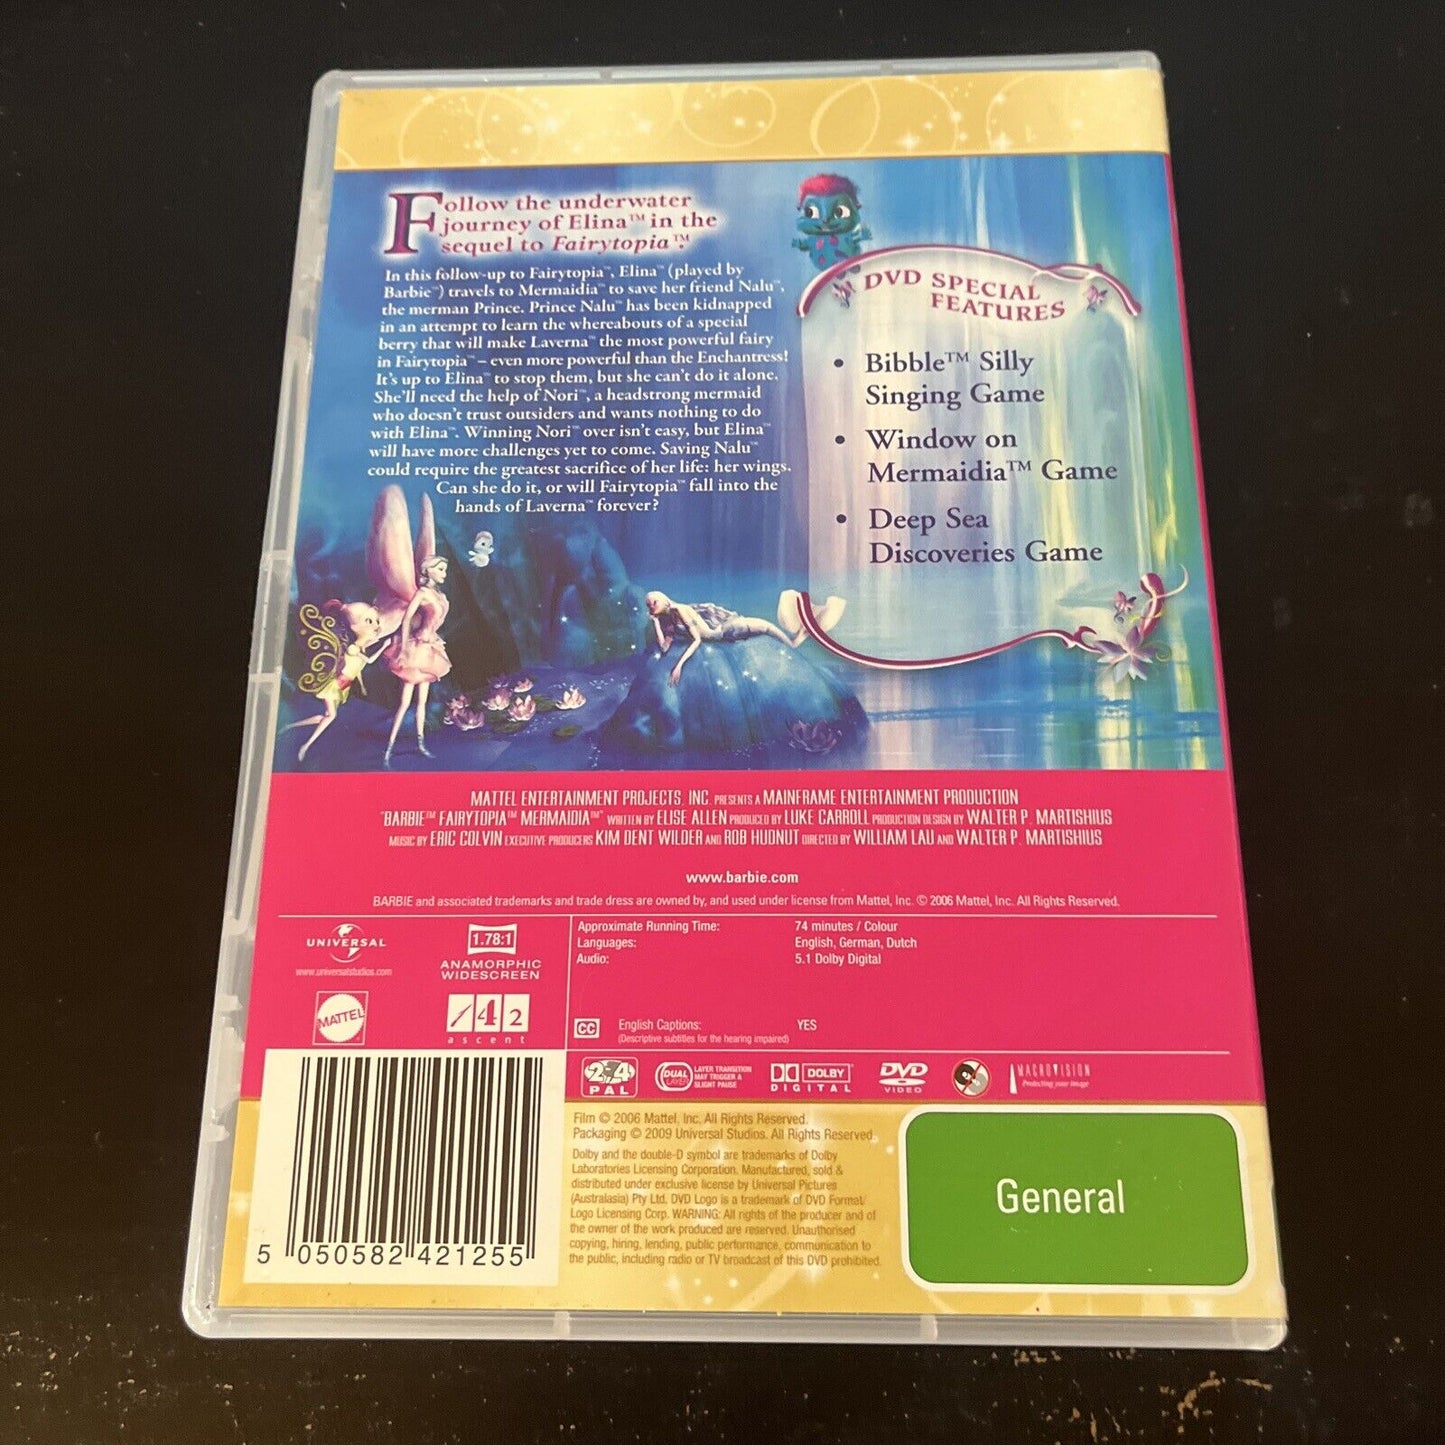 Follow the underwater
journey of Elina™ in the
sequel to Fairytopia™.
In this follow-up to Fairytopia™, Elina™ (played by
Barbie™) travels to Mermaidia™ to save her friend Nalu™,
the merman Prince. Prince Nalu™ has been kidnapped
in an attempt to learn the whereabouts of a special
berry that will make Laverna™ the most powerful fairy
in Fairytopia™ – even more powerful than the Enchantress!
It's up to Elina™ to stop them, but she can't do it alone.
She'll need the help of Nori™, a headstrong mermaid
who doesn't trust outsiders and wants nothing to do
with Elina™. Winning Nori™ over isn't easy, but Elina™
will have more challenges yet to come. Saving Nalu™
could require the greatest sacrifice of her life: her wings.
Can she do it, or will Fairytopia™ fall into the
hands of Laverna™ forever?
DVD SPECIAL
FEATURES
• Bibble™ Silly
Singing Game
• Window on
Mermaidia™ Game
• Deep Sea
Discoveries Game
MATTEL ENTERTAINMENT PROJECTS, INC. PRESENTS A MAINFRAME ENTERTAINMENT PRODUCTION
"BARBIE™ FAIRYTOPIA™ MERMAIDIA™" WRITTEN BY ELISE ALLEN PRODUCED BY LUKE CARROLL PRODUCTION DESIGN BY WALTER P. MARTISHIUS
MUSIC BY ERIC COLVIN EXECUTIVE PRODUCERS KIM DENT WILDER AND ROB HUDNUT DIRECTED BY WILLIAM LAU AND WALTER P. MARTISHIUS
www.barbie.com
BARBIE and associated trademarks and trade dress are owned by, and used under license from Mattel, Inc. © 2006 Mattel, Inc. All Rights Reserved.
UNIVERSAL
www.universalstudios.com
1.78:1
ANAMORPHIC
WIDESCREEN
MATTEL
142
ascent
Approximate Running Time: 74 minutes / Colour
Languages: English, German, Dutch
Audio: 5.1 Dolby Digital
CC English Captions: YES
(Descriptive subtitles for the hearing impaired)
2 4
PAL
DUAL LAYER
LAYER TRANSITION
MAY TRIGGER A
SLIGHT PAUSE
DOLBY
DIGITAL
DVD
VIDEO
MACROVISION
Protecting your image
5 050582 421255
Film © 2006 Mattel, Inc. All Rights Reserved.
Packaging © 2009 Universal Studios. All Rights Reserved.
Dolby and the double-D symbol are trademarks of Dolby
Laboratories Licensing Corporation. Manufactured, sold &
distributed under exclusive license by Universal Pictures
(Australasia) Pty Ltd. DVD Logo is a trademark of DVD Format/
Logo Licensing Corp. WARNING: All rights of the producer and of
the owner of the work produced are reserved. Unauthorised
copying, hiring, lending, public performance, communication to
the public, including radio or TV broadcast of this DVD prohibited.
General